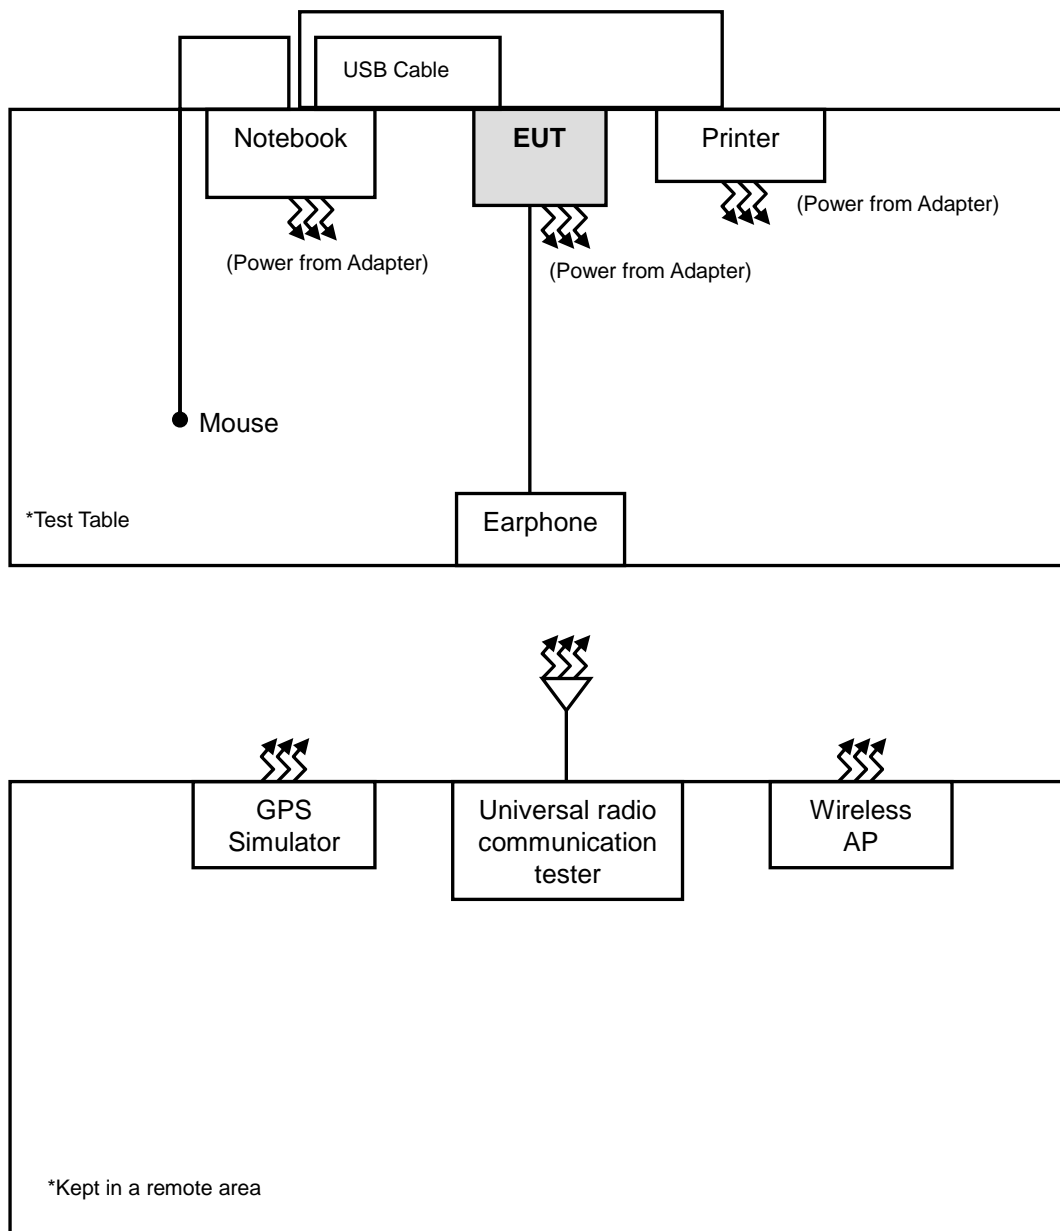 USB Cable
Notebook
EUT
Printer
(Power from Adapter)
(Power from Adapter)
(Power from Adapter)
Mouse
*Test Table
Earphone
GPS
Simulator
Universal radio
communication
tester
Wireless
AP
*Kept in a remote area